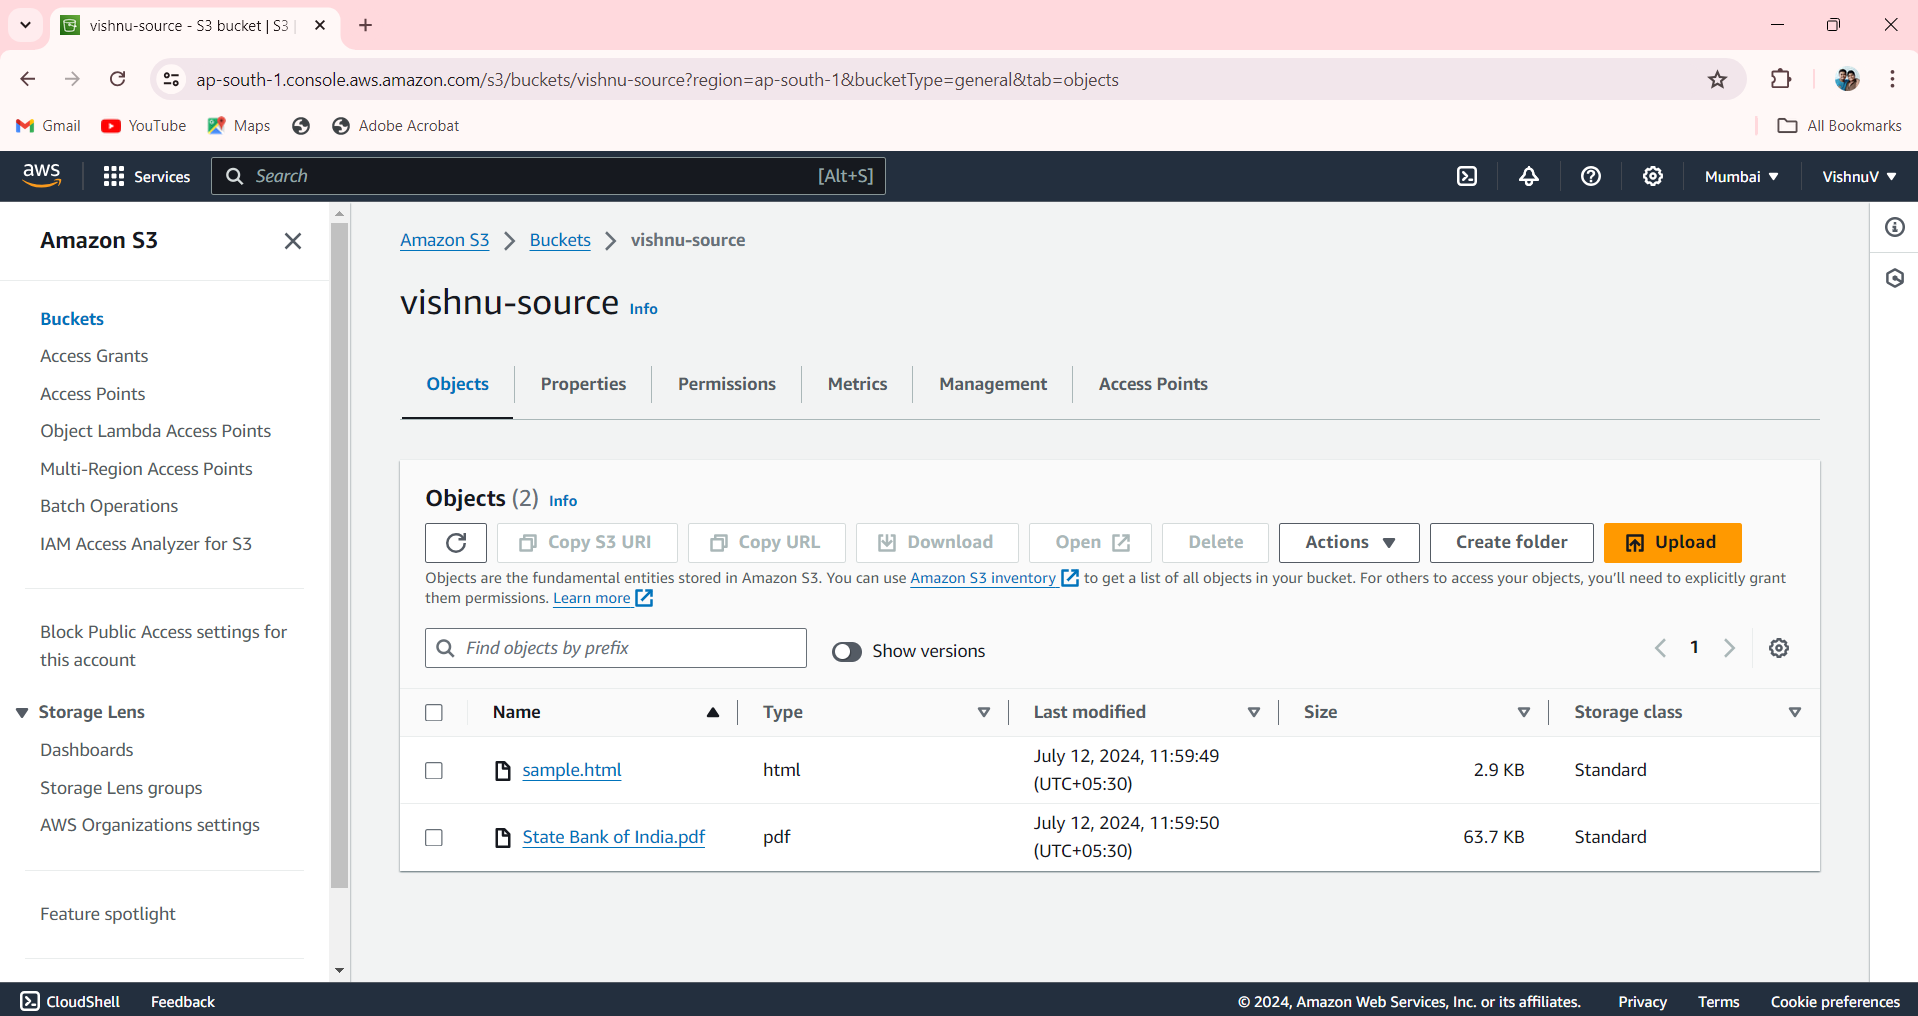 vishnu-source - S3 bucket | S3 |
ap-south-1.console.aws.amazon.com/s3/buckets/vishnu-source?region=ap-south-1&bucketType=general&tab=objects
Gmail YouTube Maps Adobe Acrobat All Bookmarks
aws Services Search [Alt+S] Mumbai VishnuV
Amazon S3
Buckets
Access Grants
Access Points
Object Lambda Access Points
Multi-Region Access Points
Batch Operations
IAM Access Analyzer for S3
Block Public Access settings for
this account
Storage Lens
Dashboards
Storage Lens groups
AWS Organizations settings
Feature spotlight
Amazon S3 Buckets vishnu-source
vishnu-source Info
Objects Properties Permissions Metrics Management Access Points
Objects (2) Info
Copy S3 URI Copy URL Download Open Delete Actions Create folder Upload
Objects are the fundamental entities stored in Amazon S3. You can use Amazon S3 inventory to get a list of all objects in your bucket. For others to access your objects, you'll need to explicitly grant
them permissions. Learn more
Find objects by prefix Show versions 1
Name Type Last modified Size Storage class
sample.html html July 12, 2024, 11:59:49 2.9 KB Standard
(UTC+05:30)
State Bank of India.pdf pdf July 12, 2024, 11:59:50 63.7 KB Standard
(UTC+05:30)
CloudShell Feedback © 2024, Amazon Web Services, Inc. or its affiliates. Privacy Terms Cookie preferences